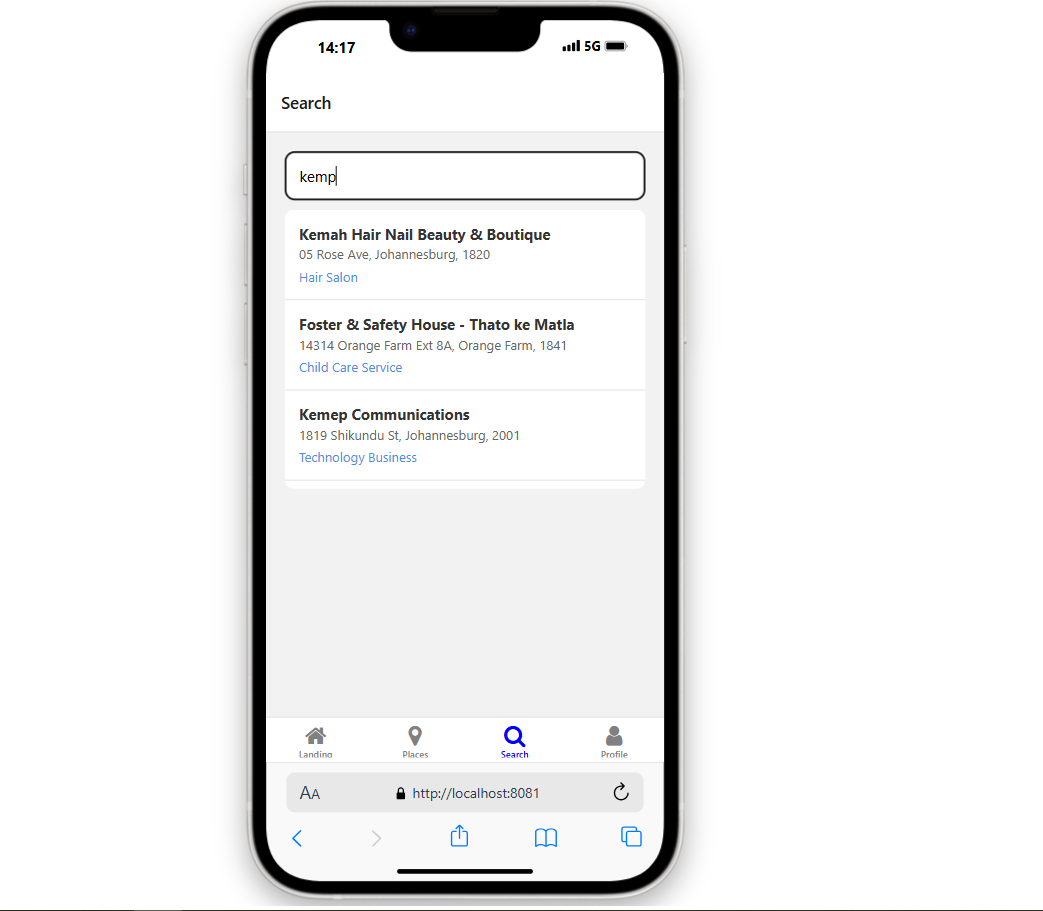 14:17
5G
Search
kemp
Kemah Hair Nail Beauty & Boutique
05 Rose Ave, Johannesburg, 1820
Hair Salon
Foster & Safety House - Thato ke Matla
14314 Orange Farm Ext 8A, Orange Farm, 1841
Child Care Service
Kemep Communications
1819 Shikundu St, Johannesburg, 2001
Technology Business
Landing
Places
Search
Profile
AA
http://localhost:8081